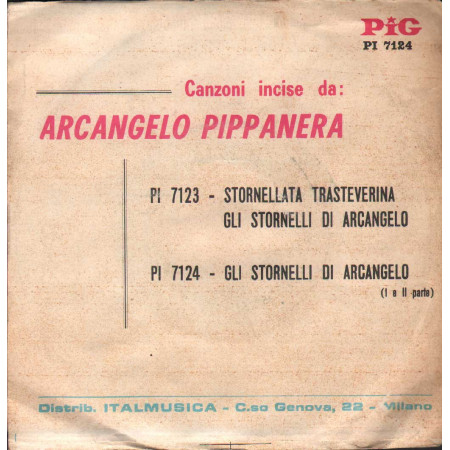 PiG
PI 7124
Canzoni incise da:
ARCANGELO PIPPANERA
PI 7123 - STORNELLATA TRASTEVERINA
GLI STORNELLI DI ARCANGELO
PI 7124 - GLI STORNELLI DI ARCANGELO
(I e II parte)
Distrib. ITALMUSICA - C.so Genova, 22 - Milano